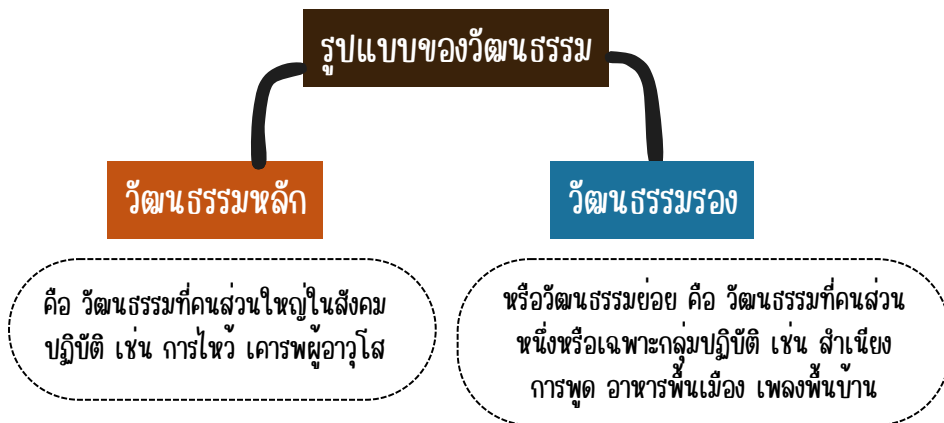 รูปแบบของวัฒนธรรม
วัฒนธรรมหลัก
วัฒนธรรมรอง
คือ วัฒนธรรมที่คนส่วนใหญ่ในสังคม
ปฏิบัติ เช่น การไหว้ เคารพผู้อาวุโส
หรือวัฒนธรรมย่อย คือ วัฒนธรรมที่คนส่วน
หนึ่งหรือเฉพาะกลุ่มปฏิบัติ เช่น สำเนียง
การพูด อาหารพื้นเมือง เพลงพื้นบ้าน